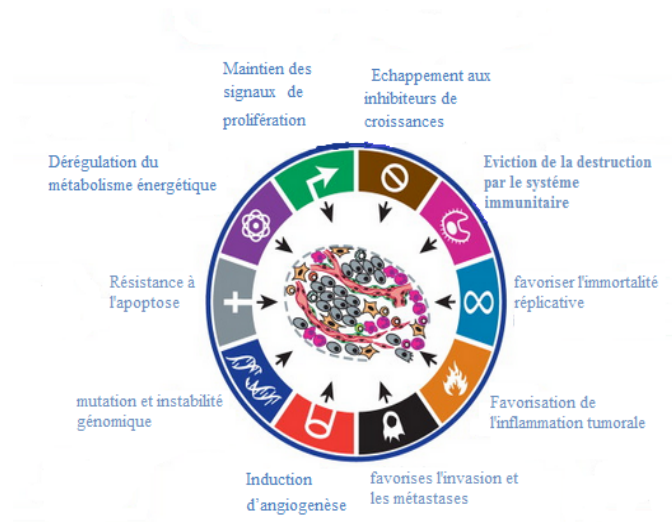 Maintien des
signaux de
prolifération
Echappement aux
inhibiteurs de
croissances
Dérégulation du
métabolisme énergétique
Eviction de la destruction
par le systéme
immunitaire
Résistance à
l'apoptose
favoriser l'immortalité
réplicative
mutation et instabilité
génomique
Favorisation de
l'inflammation tumorale
Induction
d'angiogenèse
favorises l'invasion et
les métastases